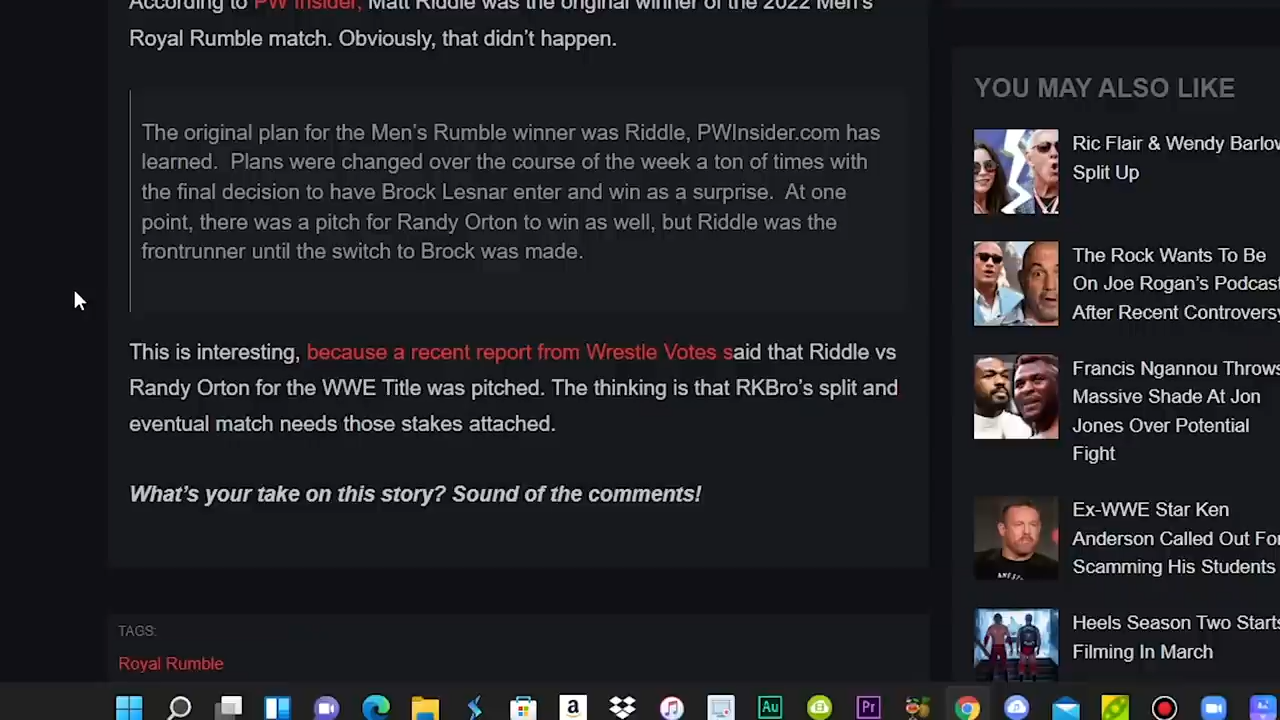 According to PW Insider, Matt Riddle was the original winner of the 2022 Men's
Royal Rumble match. Obviously, that didn't happen.
The original plan for the Men's Rumble winner was Riddle, PWInsider.com has
learned.  Plans were changed over the course of the week a ton of times with
the final decision to have Brock Lesnar enter and win as a surprise.  At one
point, there was a pitch for Randy Orton to win as well, but Riddle was the
frontrunner until the switch to Brock was made.
This is interesting, because a recent report from Wrestle Votes said that Riddle vs
Randy Orton for the WWE Title was pitched. The thinking is that RKBro's split and
eventual match needs those stakes attached.
What's your take on this story? Sound of the comments!
TAGS:
Royal Rumble
YOU MAY ALSO LIKE
Ric Flair & Wendy Barlow
Split Up
The Rock Wants To Be
On Joe Rogan's Podcast
After Recent Controversy
Francis Ngannou Throws
Massive Shade At Jon
Jones Over Potential
Fight
Ex-WWE Star Ken
Anderson Called Out For
Scamming His Students
Heels Season Two Starts
Filming In March
a
Au
Pr